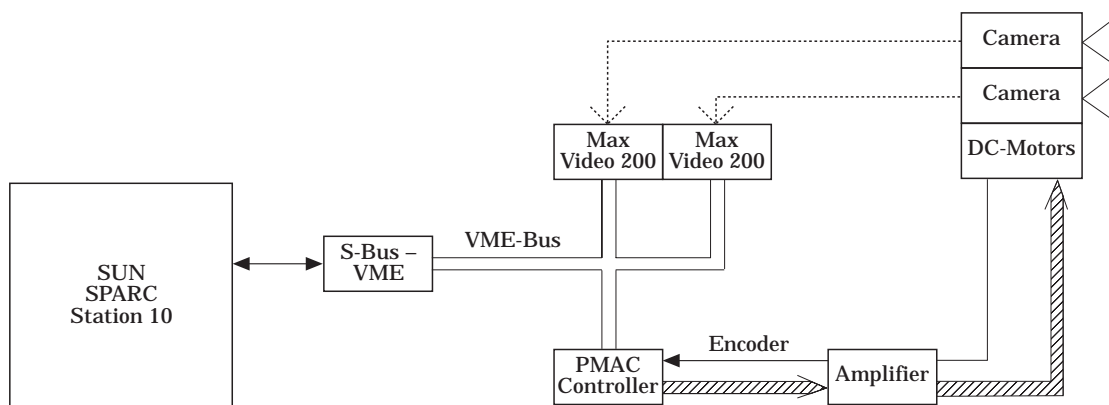 Camera
Camera
DC-Motors
Max
Video 200
Max
Video 200
VME-Bus
S-Bus –
VME
SUN
SPARC
Station 10
Encoder
PMAC
Controller
Amplifier